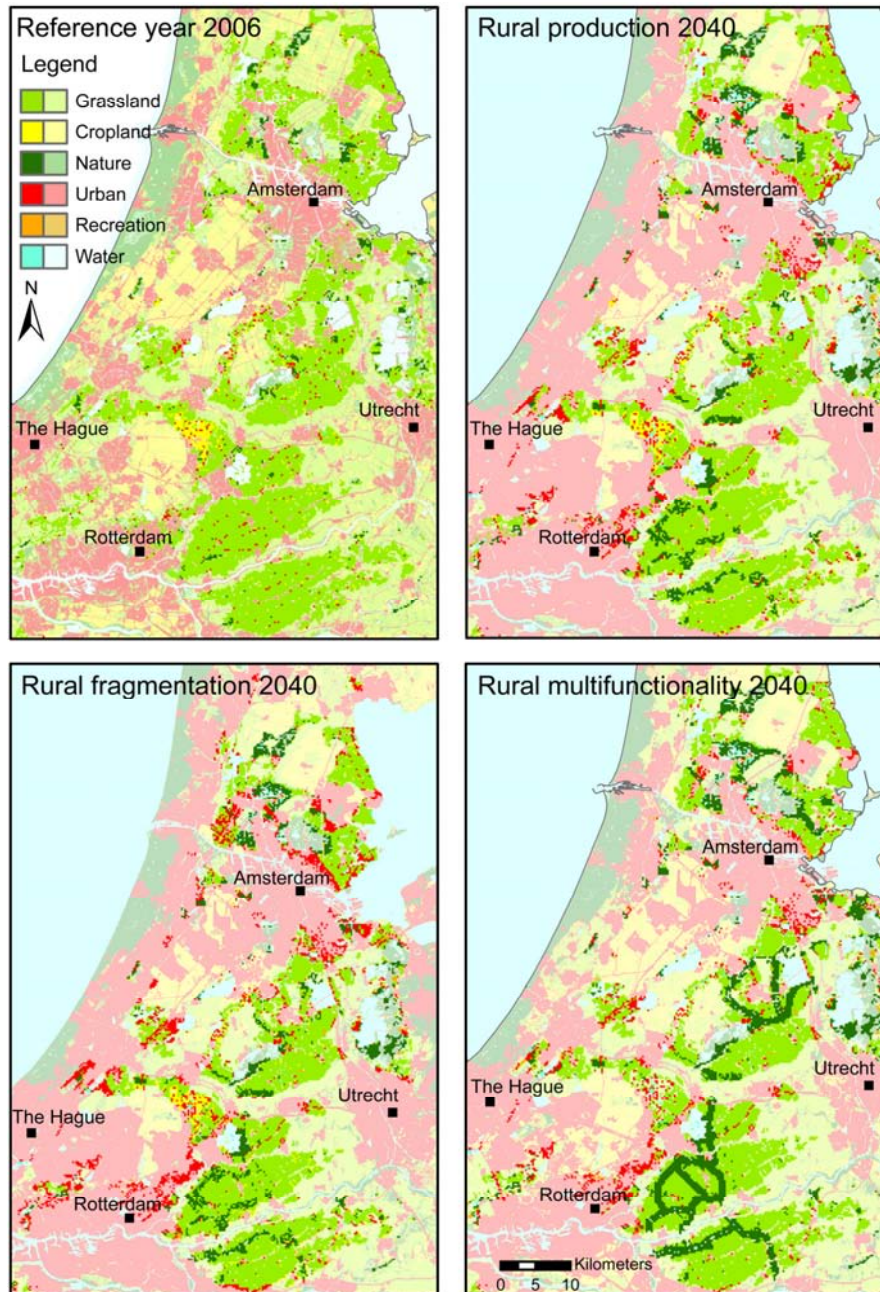 Reference year 2006
Legend
Grassland
Cropland
Nature
Urban
Recreation
Water
N
Amsterdam
Utrecht
The Hague
Rotterdam
Rural production 2040
Amsterdam
Utrecht
The Hague
Rotterdam
Rural fragmentation 2040
Amsterdam
Utrecht
The Hague
Rotterdam
Rural multifunctionality 2040
Amsterdam
Utrecht
The Hague
Rotterdam
Kilometers
0 5 10